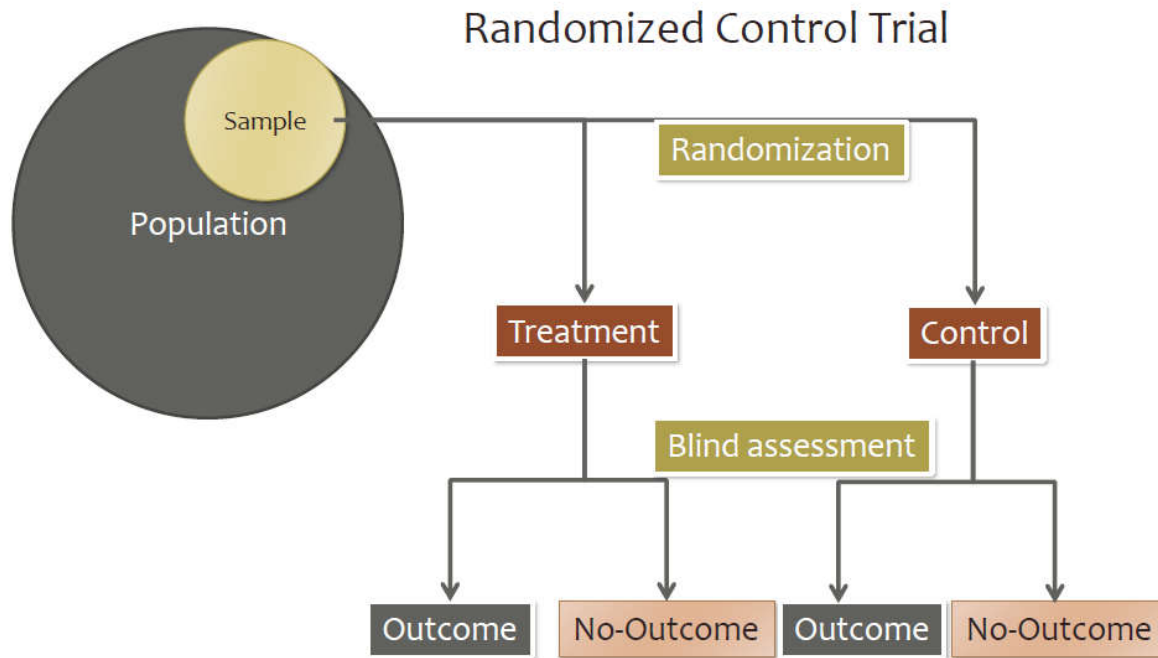 Randomized Control Trial
Sample
Population
Randomization
Treatment
Control
Blind assessment
Outcome
No-Outcome
Outcome
No-Outcome